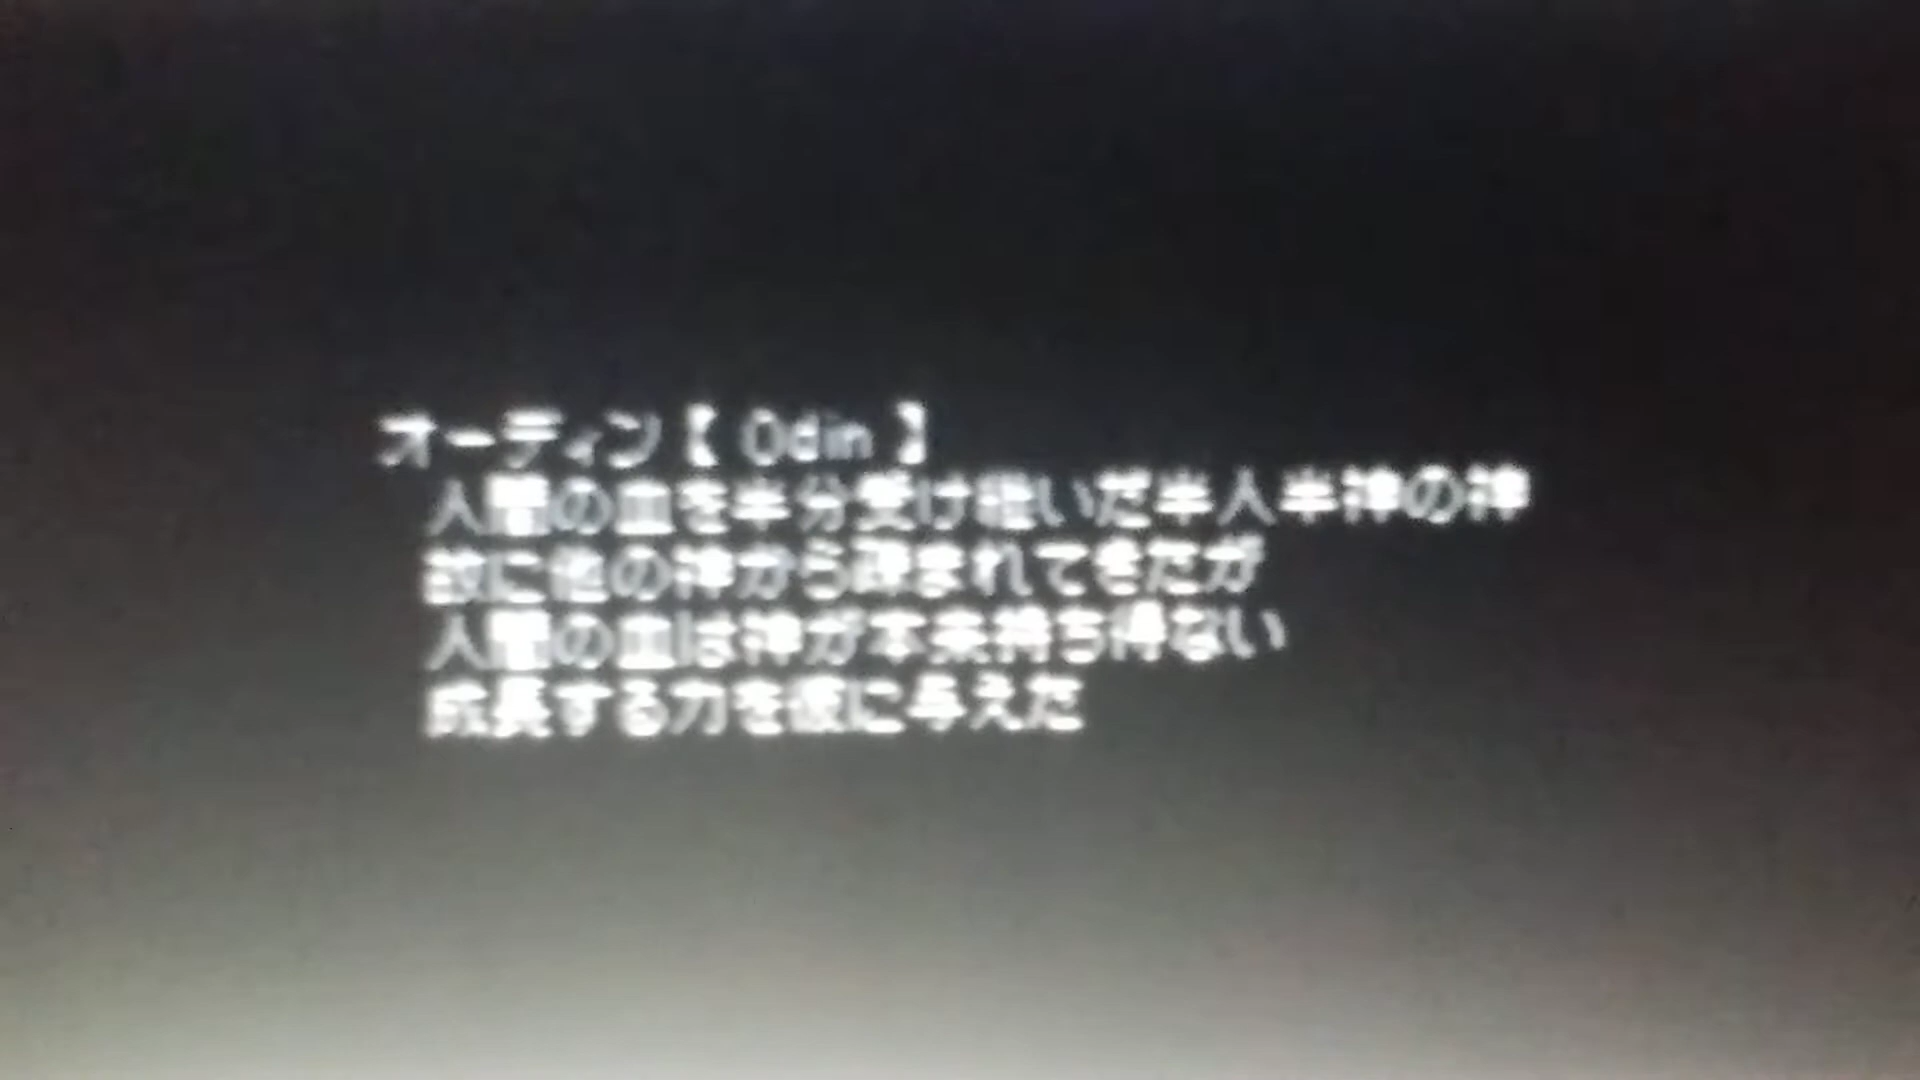 オーディン【 Odin 】
人間の血を半分受け継いだ半人半神の神
故に他の神から疎まれてきたが
人間の血は神が本来持ち得ない
成長する力を彼に与えた